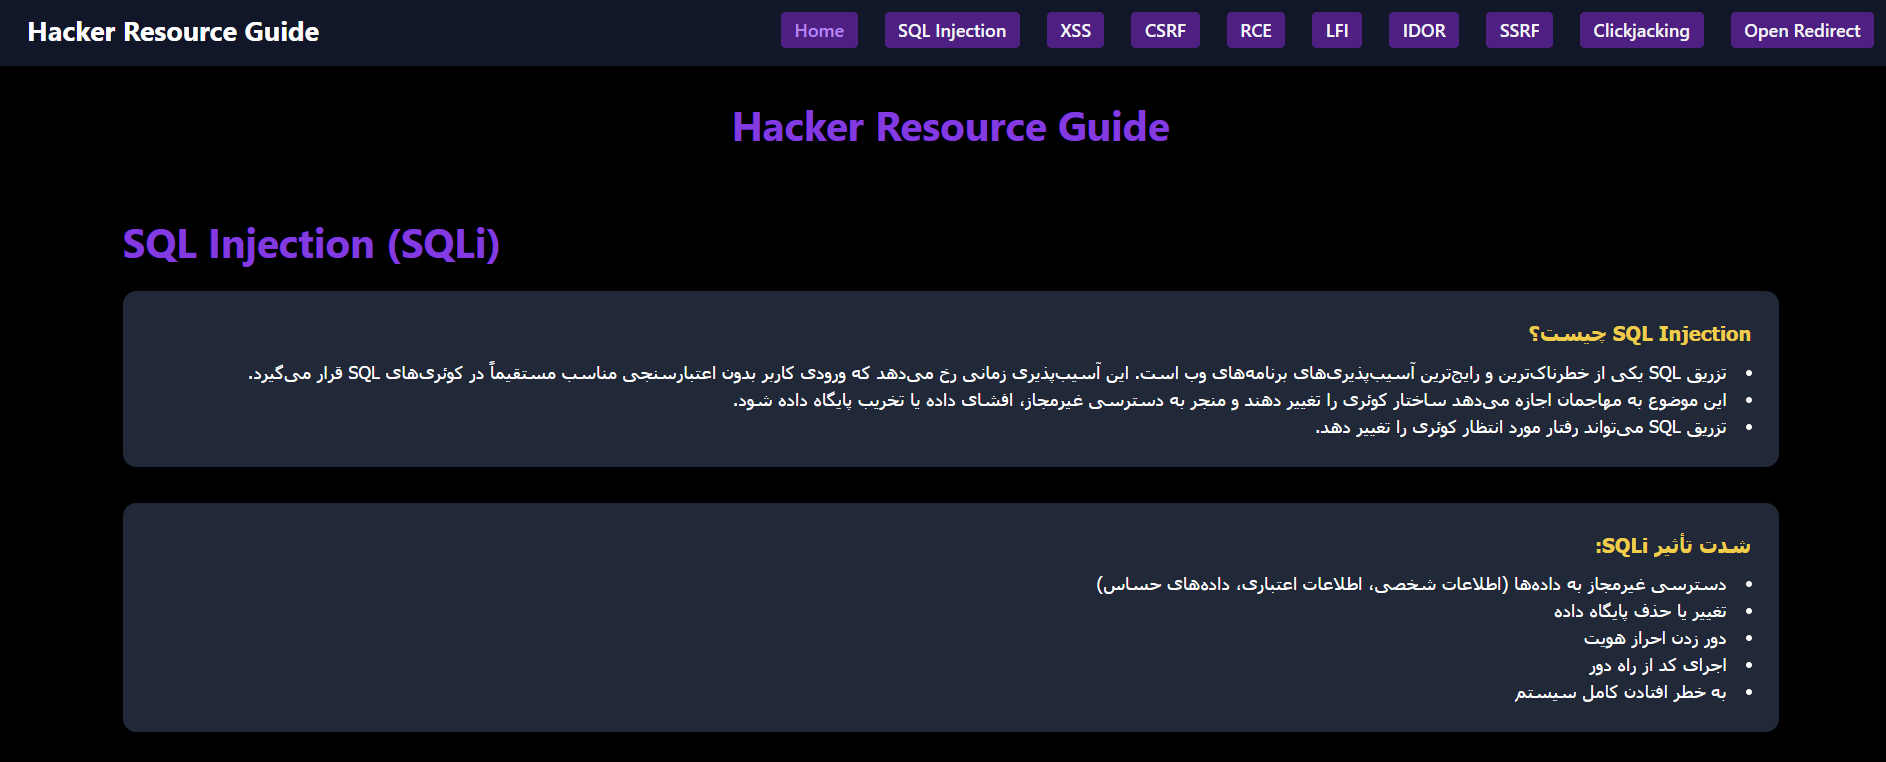 Hacker Resource Guide
Home SQL Injection XSS CSRF RCE LFI IDOR SSRF Clickjacking Open Redirect
Hacker Resource Guide
SQL Injection (SQLi)
SQL Injection چیست؟
• تزریق SQL یکی از خطرناک‌ترین و رایج‌ترین آسیب‌پذیری‌های برنامه‌های وب است. این آسیب‌پذیری زمانی رخ می‌دهد که ورودی کاربر بدون اعتبارسنجی مناسب مستقیماً در کوئری‌های SQL قرار می‌گیرد.
• این موضوع به مهاجمان اجازه می‌دهد ساختار کوئری را تغییر دهند و منجر به دسترسی غیرمجاز، افشای داده یا تخریب پایگاه داده شود.
• تزریق SQL می‌تواند رفتار مورد انتظار کوئری را تغییر دهد.
شدت تأثیر SQLi:
• دسترسی غیرمجاز به داده‌ها (اطلاعات شخصی، اطلاعات اعتباری، داده‌های حساس)
• تغییر یا حذف پایگاه داده
• دور زدن احراز هویت
• اجرای کد از راه دور
• به خطر افتادن کامل سیستم